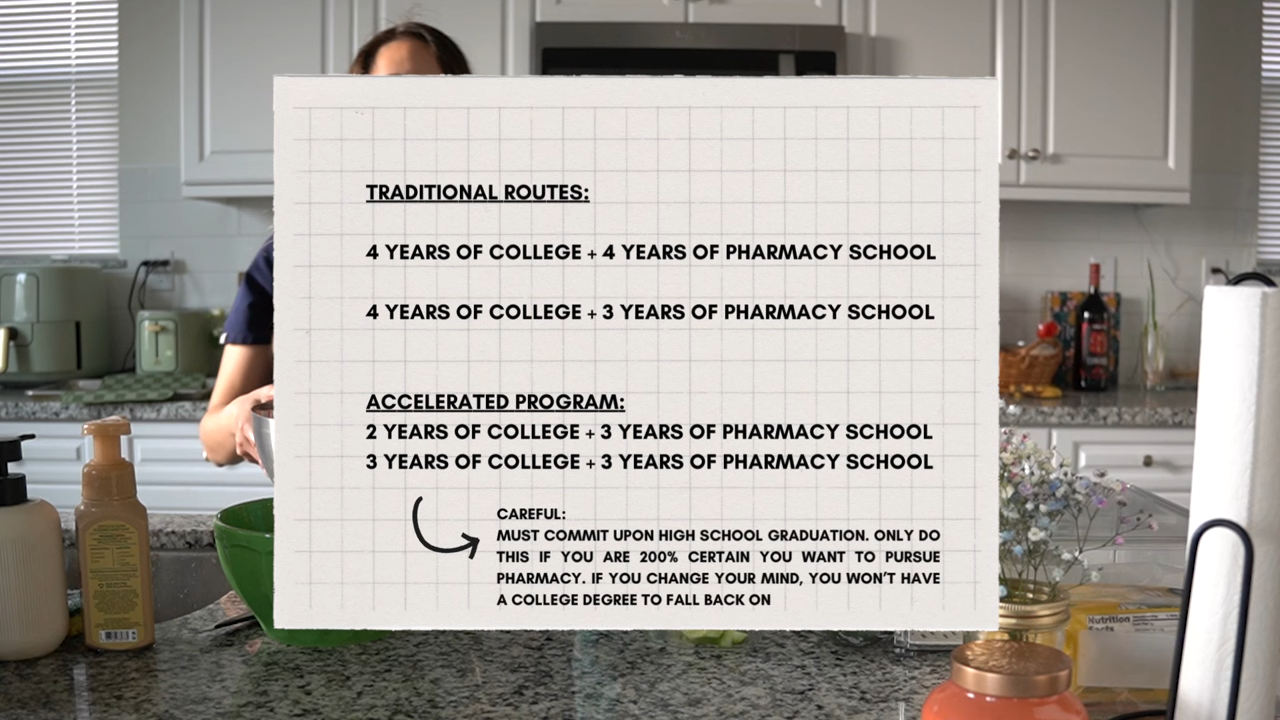 TRADITIONAL ROUTES:
4 YEARS OF COLLEGE + 4 YEARS OF PHARMACY SCHOOL
4 YEARS OF COLLEGE + 3 YEARS OF PHARMACY SCHOOL
ACCELERATED PROGRAM:
2 YEARS OF COLLEGE + 3 YEARS OF PHARMACY SCHOOL
3 YEARS OF COLLEGE + 3 YEARS OF PHARMACY SCHOOL
CAREFUL:
MUST COMMIT UPON HIGH SCHOOL GRADUATION. ONLY DO
THIS IF YOU ARE 200% CERTAIN YOU WANT TO PURSUE
PHARMACY. IF YOU CHANGE YOUR MIND, YOU WON'T HAVE
A COLLEGE DEGREE TO FALL BACK ON
Nutrition
Facts